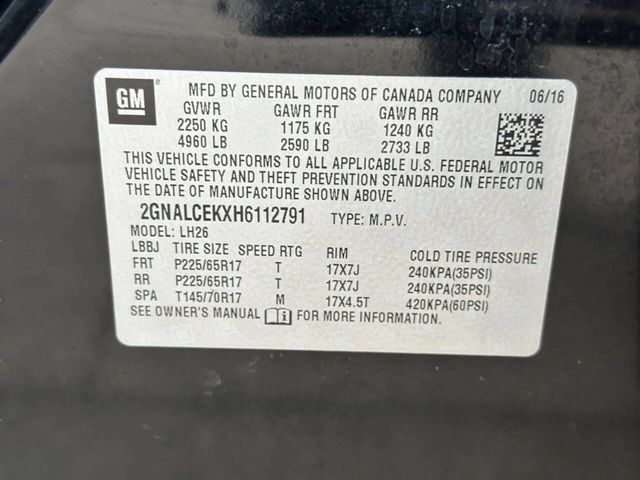 GM
MFD BY GENERAL MOTORS OF CANADA COMPANY 06/16
GVWR GAWR FRT GAWR RR
2250 KG 1175 KG 1240 KG
4960 LB 2590 LB 2733 LB
THIS VEHICLE CONFORMS TO ALL APPLICABLE U.S. FEDERAL MOTOR
VEHICLE SAFETY AND THEFT PREVENTION STANDARDS IN EFFECT ON
THE DATE OF MANUFACTURE SHOWN ABOVE.
2GNALCEKXH6112791 TYPE: M.P.V.
MODEL: LH26
LBBJ TIRE SIZE SPEED RTG RIM COLD TIRE PRESSURE
FRT P225/65R17 T 17X7J 240KPA(35PSI)
RR P225/65R17 T 17X7J 240KPA(35PSI)
SPA T145/70R17 M 17X4.5T 420KPA(60PSI)
SEE OWNER'S MANUAL i FOR MORE INFORMATION.